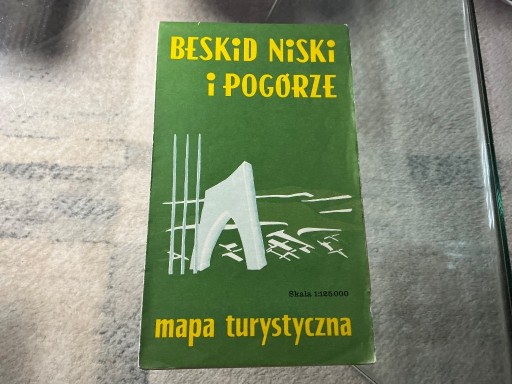 BESKiD NiSKi
i POGÓRZE
Skala 1:125 000
mapa turystyczna